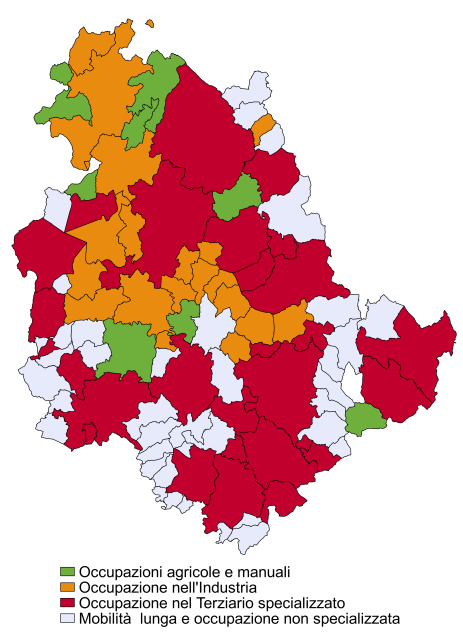 Occupazioni agricole e manuali
Occupazione nell'Industria
Occupazione nel Terziario specializzato
Mobilità lunga e occupazione non specializzata